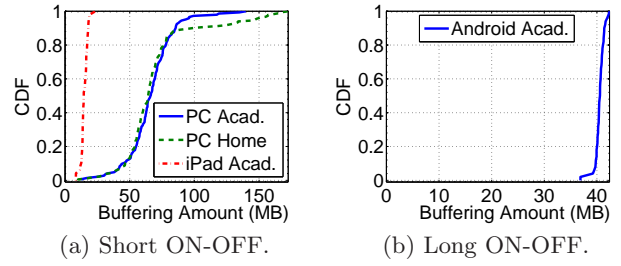 1
0.8
0.6
0.4
0.2
0
CDF
PC Acad.
PC Home
iPad Acad.
0 50 100 150
Buffering Amount (MB)
(a) Short ON-OFF.
1
0.8
0.6
0.4
0.2
0
CDF
Android Acad.
0 10 20 30 40
Buffering Amount (MB)
(b) Long ON-OFF.